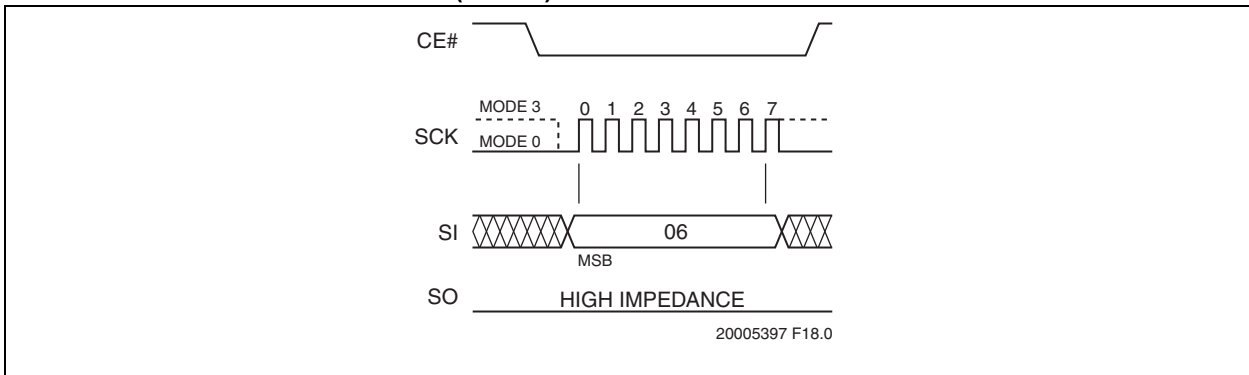 CE#
MODE 3
0 1 2 3 4 5 6 7
SCK
MODE 0
SI
06
MSB
SO
HIGH IMPEDANCE
20005397 F18.0